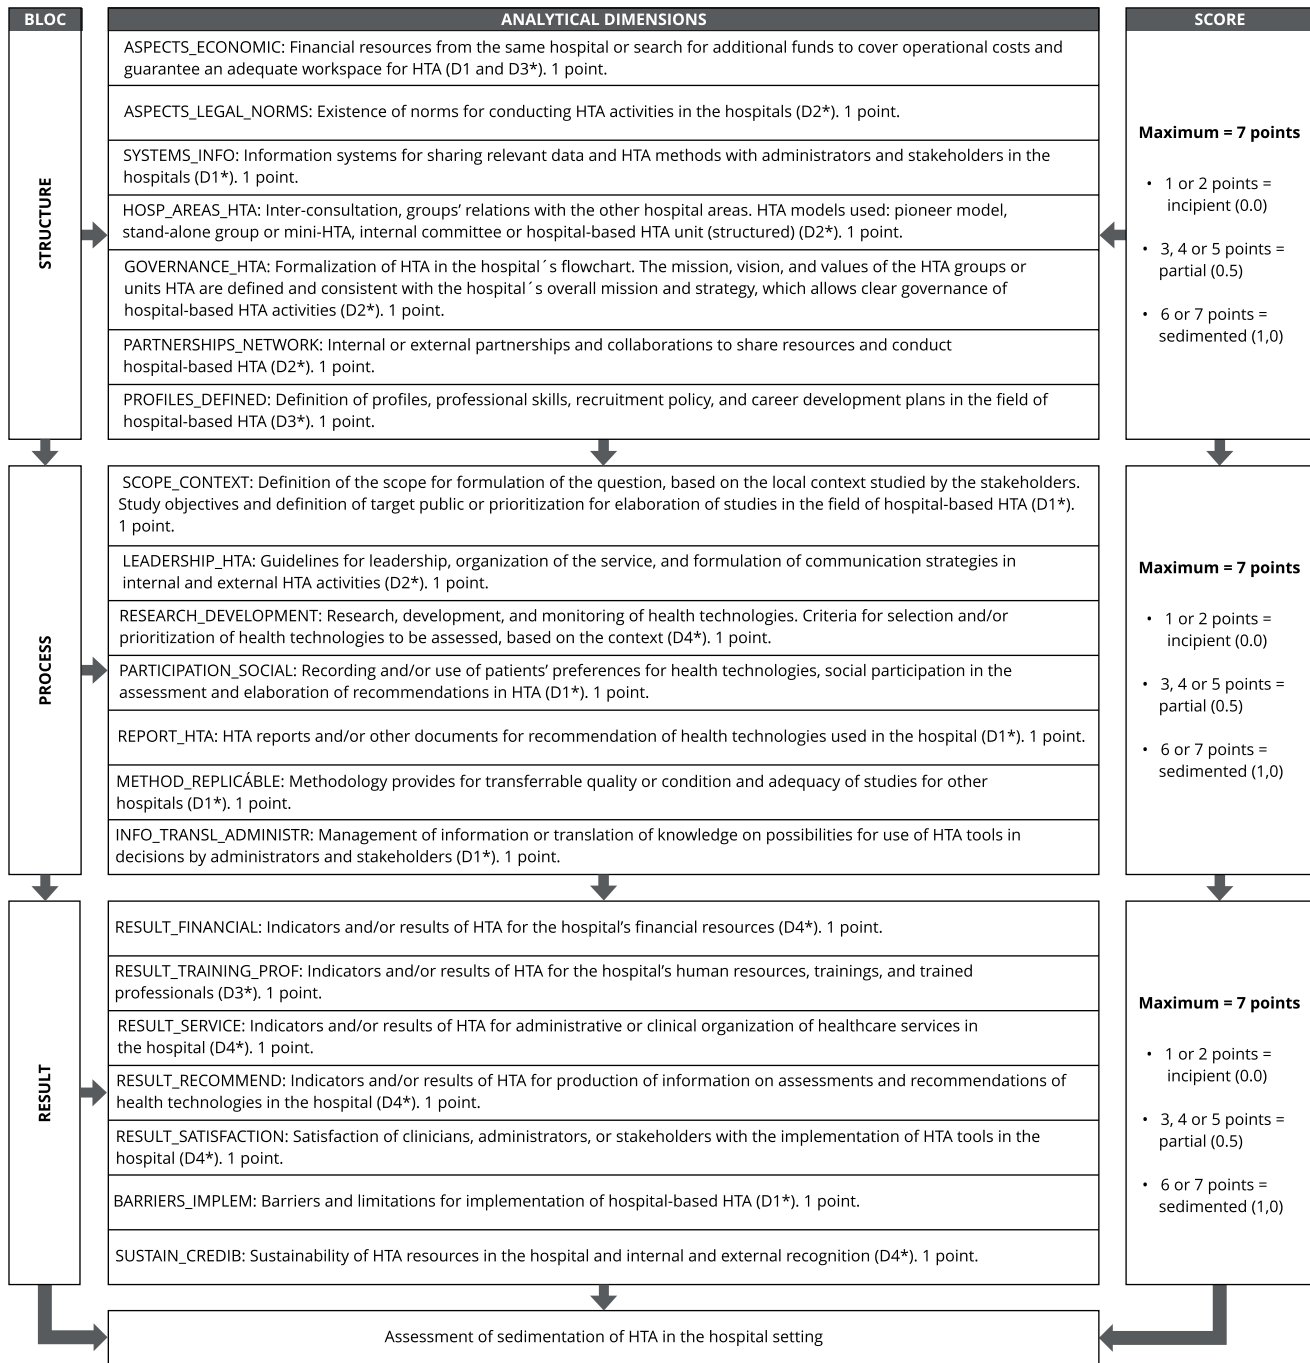 BLOC
ANALYTICAL DIMENSIONS
SCORE
STRUCTURE
ASPECTS_ECONOMIC: Financial resources from the same hospital or search for additional funds to cover operational costs and
guarantee an adequate workspace for HTA (D1 and D3*). 1 point.
ASPECTS_LEGAL_NORMS: Existence of norms for conducting HTA activities in the hospitals (D2*). 1 point.
SYSTEMS_INFO: Information systems for sharing relevant data and HTA methods with administrators and stakeholders in the
hospitals (D1*). 1 point.
HOSP_AREAS_HTA: Inter-consultation, groups’ relations with the other hospital areas. HTA models used: pioneer model,
stand-alone group or mini-HTA, internal committee or hospital-based HTA unit (structured) (D2*). 1 point.
GOVERNANCE_HTA: Formalization of HTA in the hospital´s flowchart. The mission, vision, and values of the HTA groups or
units HTA are defined and consistent with the hospital´s overall mission and strategy, which allows clear governance of
hospital-based HTA activities (D2*). 1 point.
PARTNERSHIPS_NETWORK: Internal or external partnerships and collaborations to share resources and conduct
hospital-based HTA (D2*). 1 point.
PROFILES_DEFINED: Definition of profiles, professional skills, recruitment policy, and career development plans in the field of
hospital-based HTA (D3*). 1 point.
Maximum = 7 points
• 1 or 2 points =
incipient (0.0)
• 3, 4 or 5 points =
partial (0.5)
• 6 or 7 points =
sedimented (1,0)
PROCESS
SCOPE_CONTEXT: Definition of the scope for formulation of the question, based on the local context studied by the stakeholders.
Study objectives and definition of target public or prioritization for elaboration of studies in the field of hospital-based HTA (D1*).
1 point.
LEADERSHIP_HTA: Guidelines for leadership, organization of the service, and formulation of communication strategies in
internal and external HTA activities (D2*). 1 point.
RESEARCH_DEVELOPMENT: Research, development, and monitoring of health technologies. Criteria for selection and/or
prioritization of health technologies to be assessed, based on the context (D4*). 1 point.
PARTICIPATION_SOCIAL: Recording and/or use of patients’ preferences for health technologies, social participation in the
assessment and elaboration of recommendations in HTA (D1*). 1 point.
REPORT_HTA: HTA reports and/or other documents for recommendation of health technologies used in the hospital (D1*). 1 point.
METHOD_REPLICÁBLE: Methodology provides for transferrable quality or condition and adequacy of studies for other
hospitals (D1*). 1 point.
INFO_TRANSL_ADMINISTR: Management of information or translation of knowledge on possibilities for use of HTA tools in
decisions by administrators and stakeholders (D1*). 1 point.
Maximum = 7 points
• 1 or 2 points =
incipient (0.0)
• 3, 4 or 5 points =
partial (0.5)
• 6 or 7 points =
sedimented (1,0)
RESULT
RESULT_FINANCIAL: Indicators and/or results of HTA for the hospital’s financial resources (D4*). 1 point.
RESULT_TRAINING_PROF: Indicators and/or results of HTA for the hospital’s human resources, trainings, and trained
professionals (D3*). 1 point.
RESULT_SERVICE: Indicators and/or results of HTA for administrative or clinical organization of healthcare services in
the hospital (D4*). 1 point.
RESULT_RECOMMEND: Indicators and/or results of HTA for production of information on assessments and recommendations of
health technologies in the hospital (D4*). 1 point.
RESULT_SATISFACTION: Satisfaction of clinicians, administrators, or stakeholders with the implementation of HTA tools in the
hospital (D4*). 1 point.
BARRIERS_IMPLEM: Barriers and limitations for implementation of hospital-based HTA (D1*). 1 point.
SUSTAIN_CREDIB: Sustainability of HTA resources in the hospital and internal and external recognition (D4*). 1 point.
Maximum = 7 points
• 1 or 2 points =
incipient (0.0)
• 3, 4 or 5 points =
partial (0.5)
• 6 or 7 points =
sedimented (1,0)
Assessment of sedimentation of HTA in the hospital setting